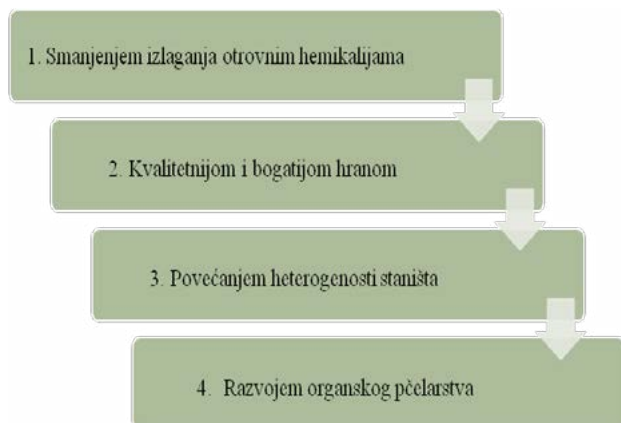 1. Smanjenjem izlaganja otrovnim hemikalijama
2. Kvalitetnijom i bogatijom hranom
3. Povećanjem heterogenosti staništa
4. Razvojem organskog pčelarstva